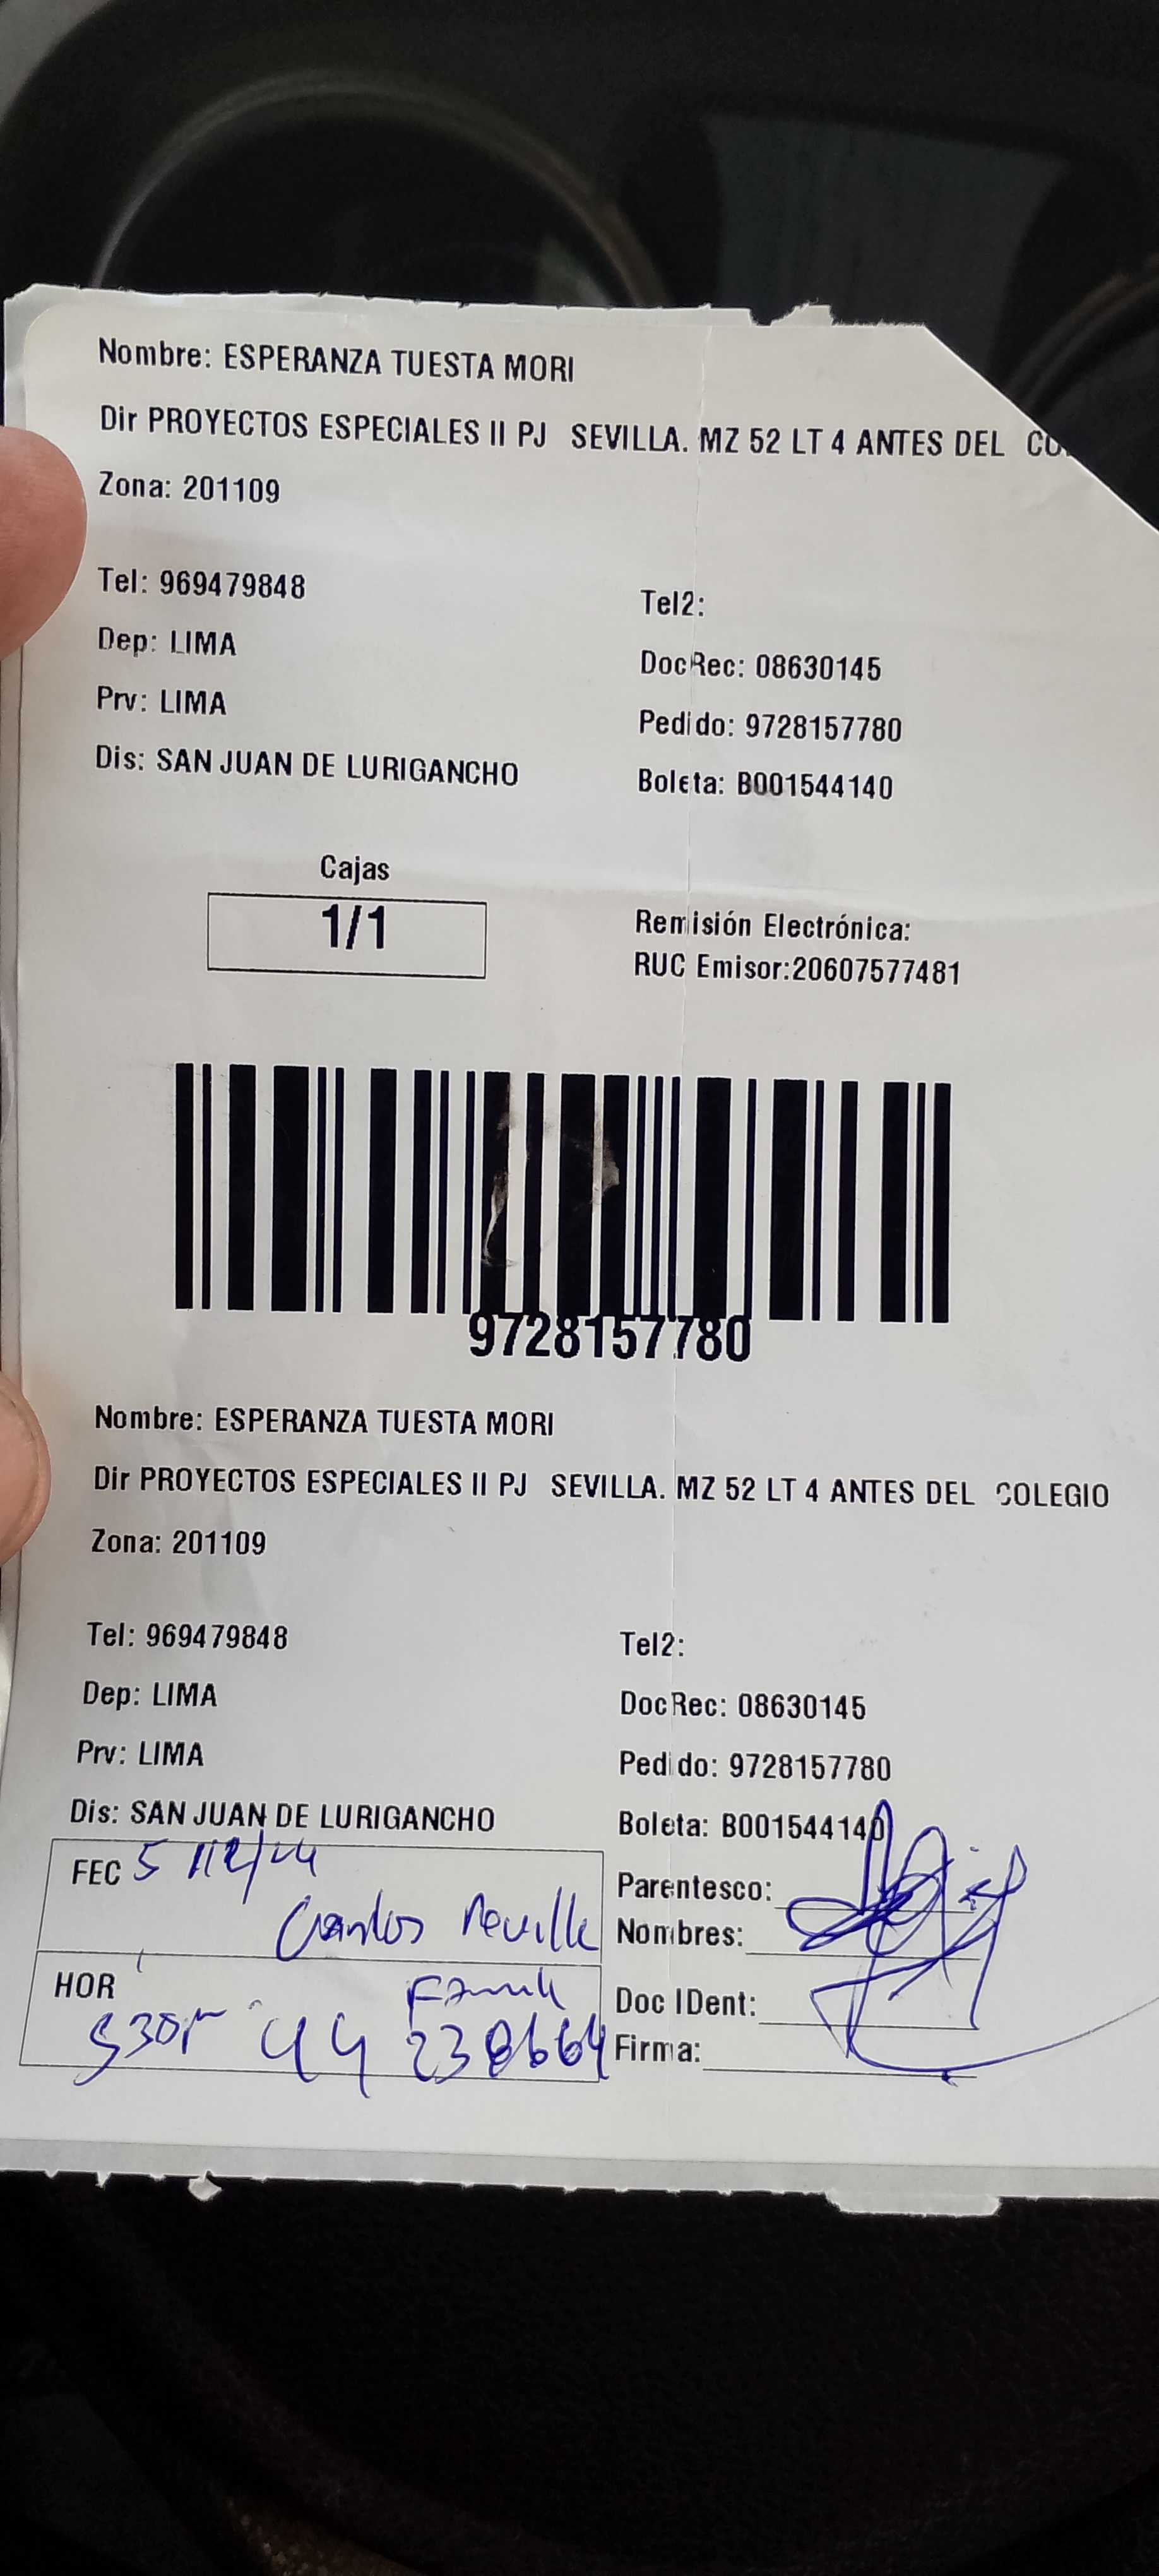 Nombre: ESPERANZA TUESTA MORI
Dir PROYECTOS ESPECIALES II PJ SEVILLA. MZ 52 LT 4 ANTES DEL CO
Zona: 201109
Tel: 969479848 Tel2:
Dep: LIMA DocRec: 08630145
Prv: LIMA Pedido: 9728157780
Dis: SAN JUAN DE LURIGANCHO Boleta: B001544140
Cajas
1/1
Remisión Electrónica:
RUC Emisor:20607577481
9728157780
Nombre: ESPERANZA TUESTA MORI
Dir PROYECTOS ESPECIALES II PJ SEVILLA. MZ 52 LT 4 ANTES DEL COLEGIO
Zona: 201109
Tel: 969479848 Tel2:
Dep: LIMA DocRec: 08630145
Prv: LIMA Pedido: 9728157780
Dis: SAN JUAN DE LURIGANCHO Boleta: B001544140
FEC 5/12/24 Parentesco:
Carlos Nombres:
HOR Doc IDent:
Firma: